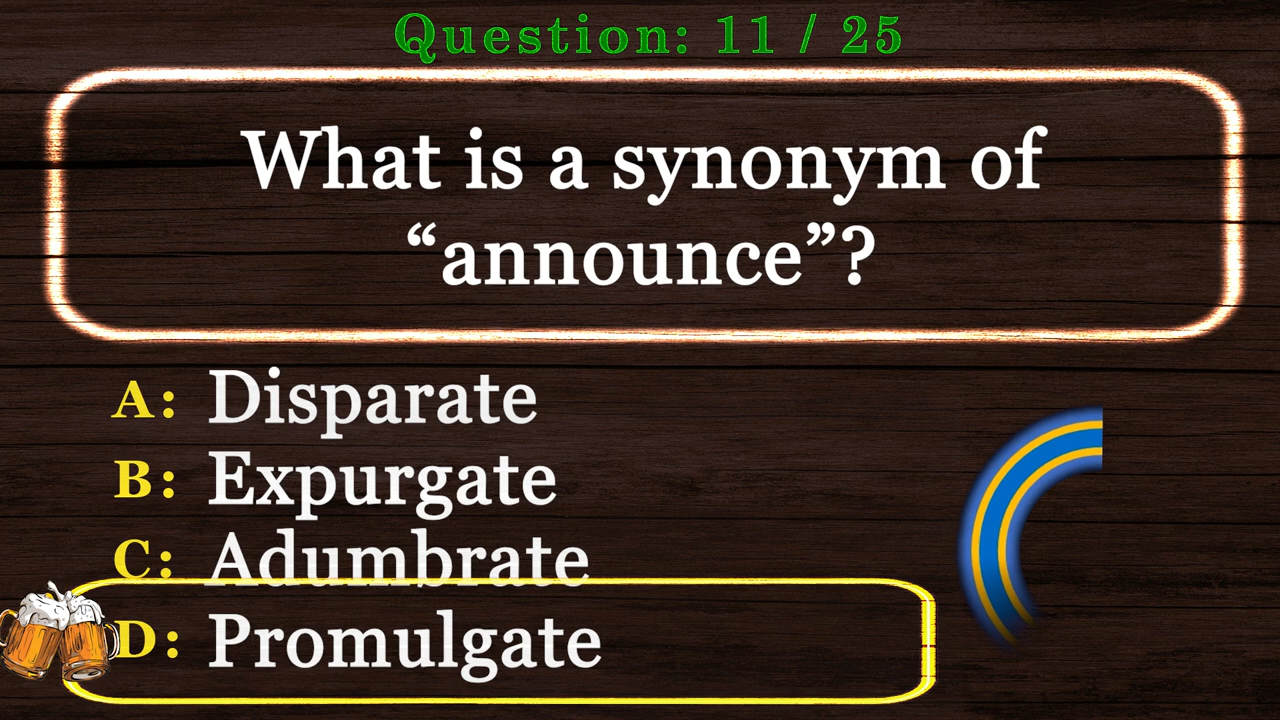 Question: 11 / 25
What is a synonym of
“announce”?
A: Disparate
B: Expurgate
C: Adumbrate
D: Promulgate